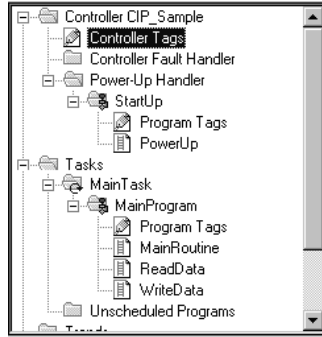 Controller CIP_Sample
Controller Tags
Controller Fault Handler
Power-Up Handler
StartUp
Program Tags
PowerUp
Tasks
MainTask
MainProgram
Program Tags
MainRoutine
ReadData
WriteData
Unscheduled Programs